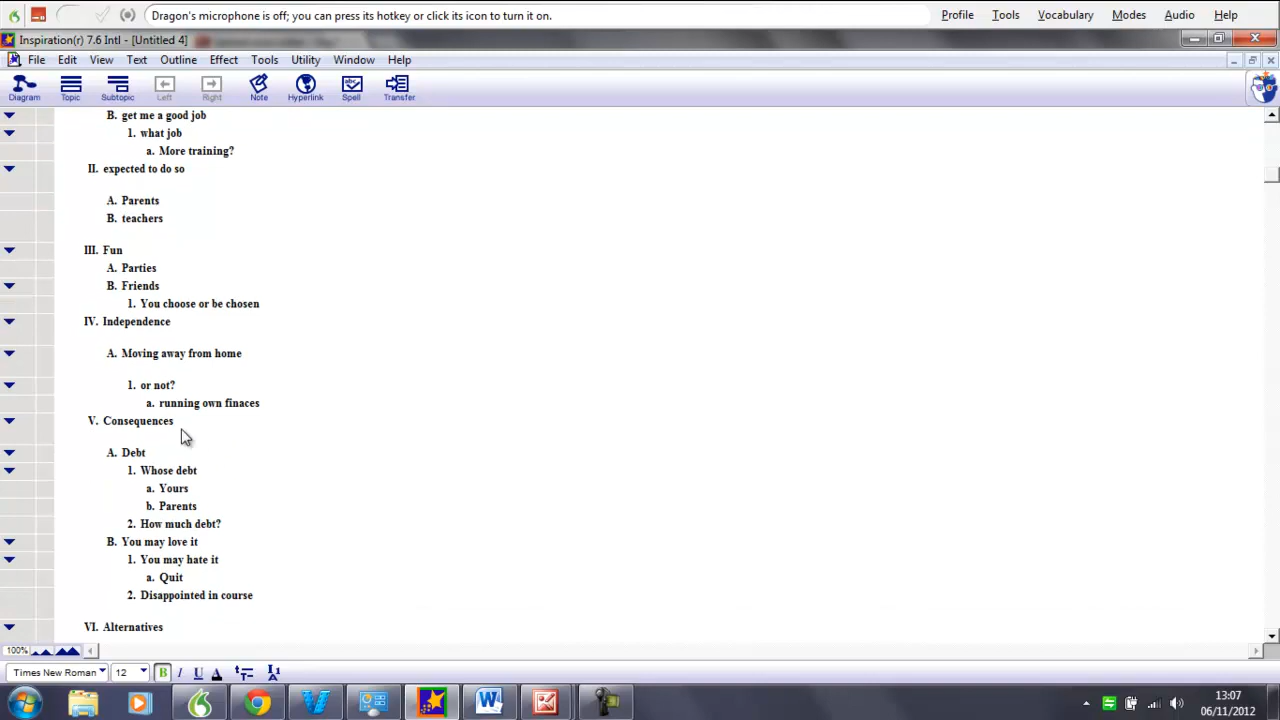 Dragon's microphone is off; you can press its hotkey or click its icon to turn it on.
Profile Tools Vocabulary Modes Audio Help
Inspiration(r) 7.6 Intl - [Untitled 4]
File Edit View Text Outline Effect Tools Utility Window Help
Diagram Topic Subtopic Left Right Note Hyperlink Spell Transfer
B. get me a good job
1. what job
a. More training?
II. expected to do so
A. Parents
B. teachers
III. Fun
A. Parties
B. Friends
1. You choose or be chosen
IV. Independence
A. Moving away from home
1. or not?
a. running own finaces
V. Consequences
A. Debt
1. Whose debt
a. Yours
b. Parents
2. How much debt?
B. You may love it
1. You may hate it
a. Quit
2. Disappointed in course
VI. Alternatives
100%
Times New Roman 12 B I U A
13:07
06/11/2012